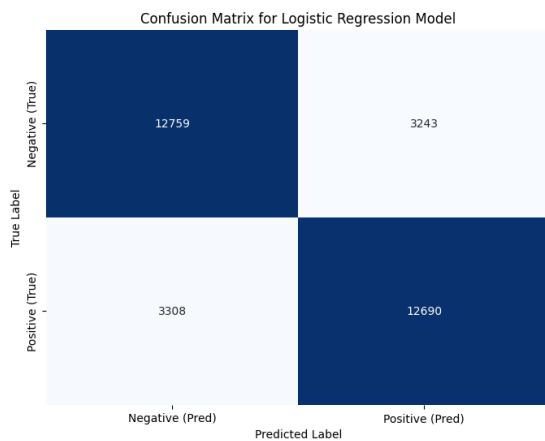 Confusion Matrix for Logistic Regression Model
True Label
Negative (True)
12759
3243
Positive (True)
3308
12690
Negative (Pred)
Positive (Pred)
Predicted Label